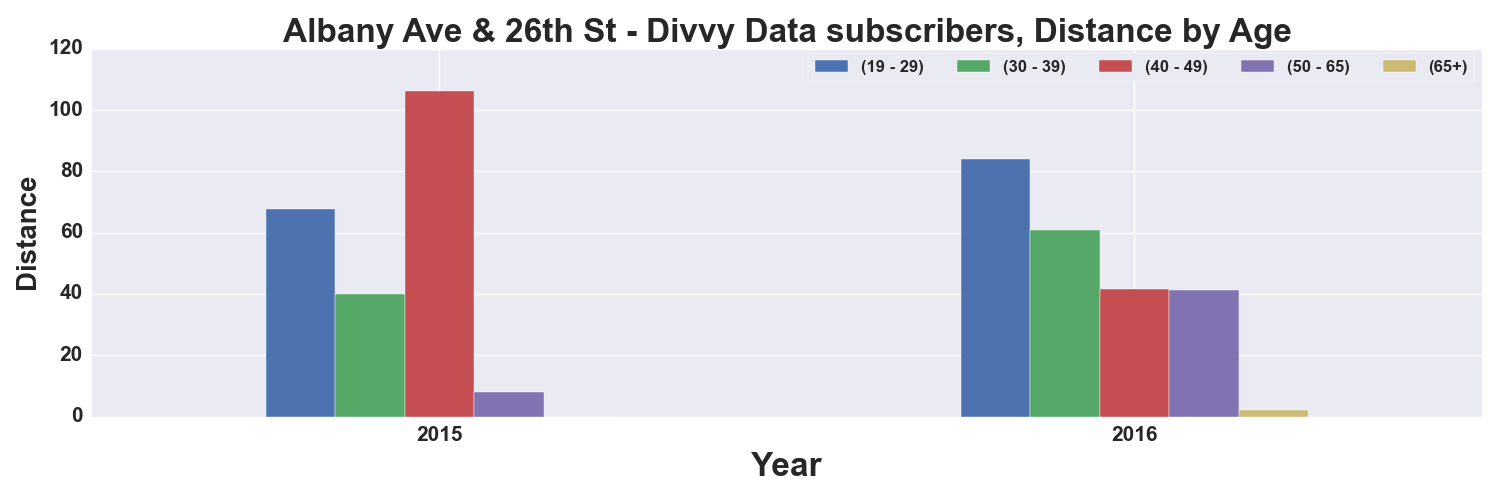 Albany Ave & 26th St - Divvy Data subscribers, Distance by Age
120
(19 - 29) (30 - 39) (40 - 49) (50 - 65) (65+)
100
80
60
40
20
0
Distance
2015 2016
Year